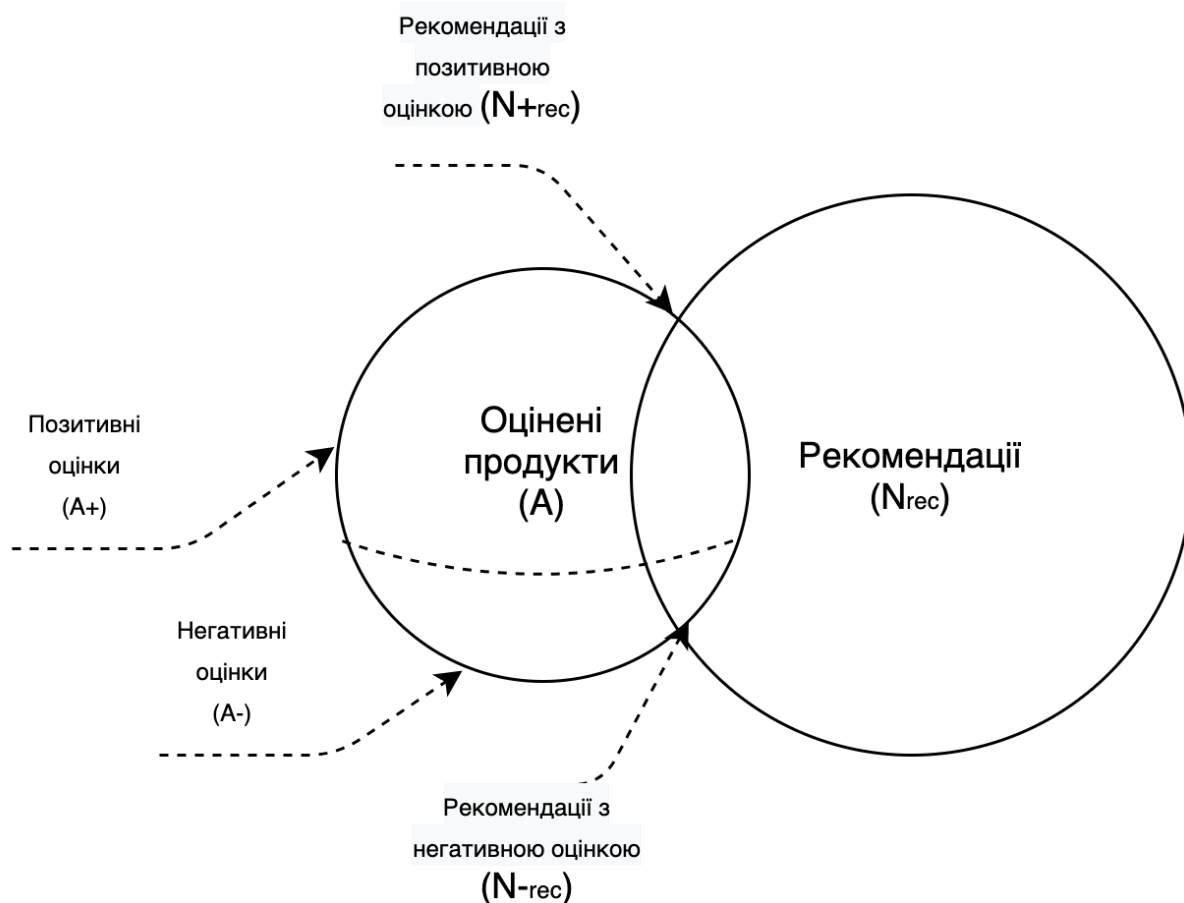 Рекомендації з
позитивною
оцінкою (N+rec)
Позитивні
оцінки
(A+)
Оцінені
продукти
(A)
Рекомендації
(Nrec)
Негативні
оцінки
(A-)
Рекомендації з
негативною оцінкою
(N-rec)